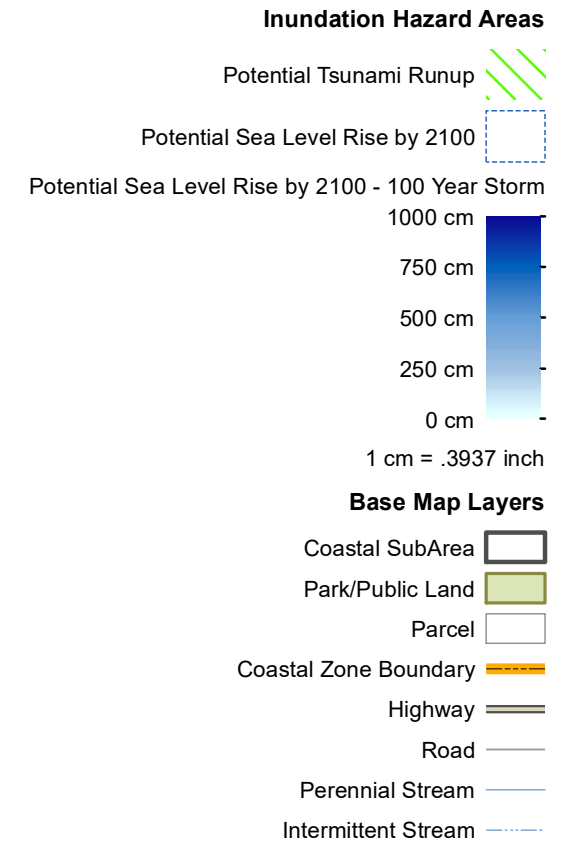 Inundation Hazard Areas
Potential Tsunami Runup
Potential Sea Level Rise by 2100
Potential Sea Level Rise by 2100 - 100 Year Storm
1000 cm
750 cm
500 cm
250 cm
0 cm
1 cm = .3937 inch
Base Map Layers
Coastal SubArea
Park/Public Land
Parcel
Coastal Zone Boundary
Highway
Road
Perennial Stream
Intermittent Stream